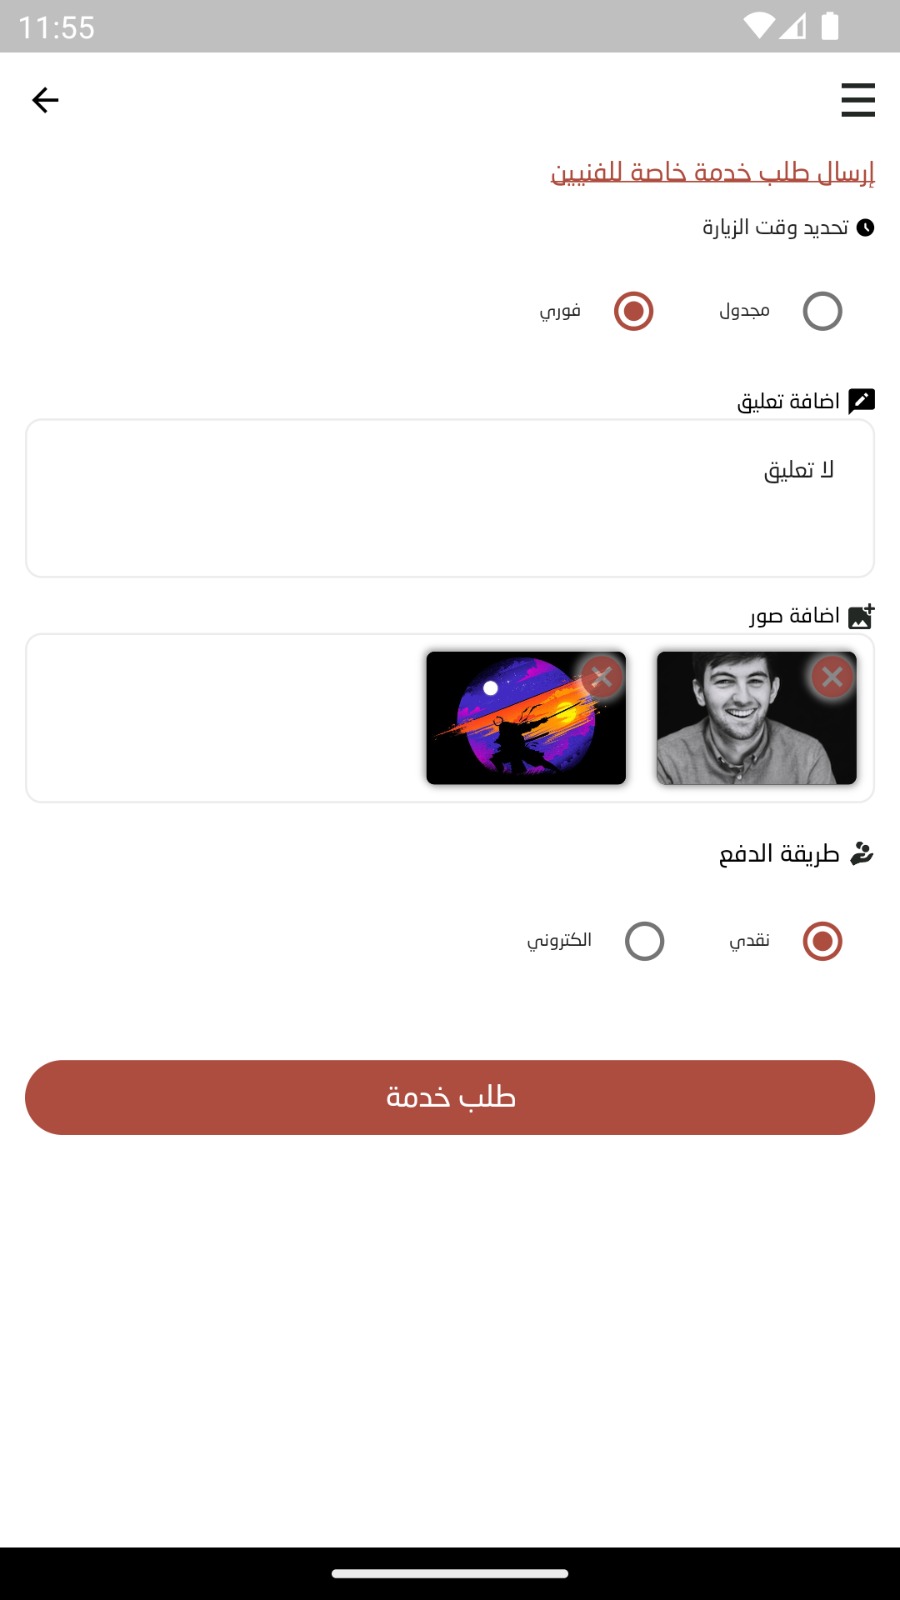 11:55
إرسال طلب خدمة خاصة للفنيين
تحديد وقت الزيارة
مجدول فوري
اضافة تعليق
لا تعليق
اضافة صور
طريقة الدفع
نقدي الكتروني
طلب خدمة